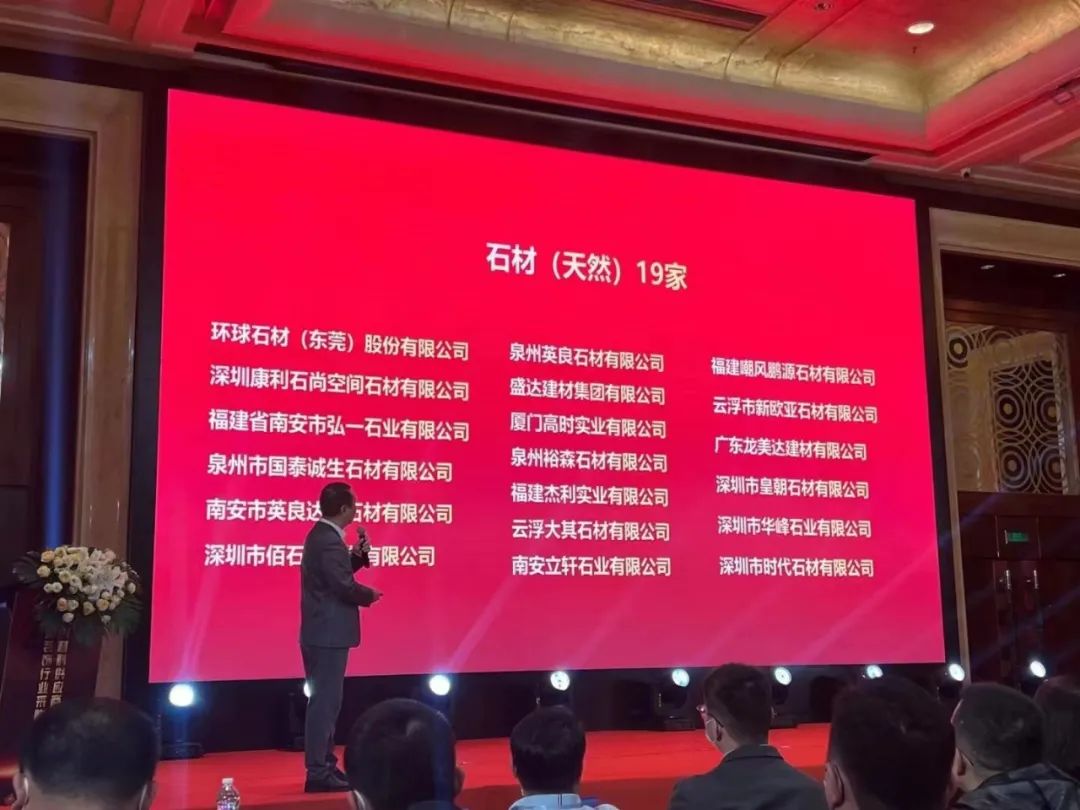 石材（天然）19家
环球石材（东莞）股份有限公司
深圳康利石尚空间石材有限公司
福建省南安市弘一石业有限公司
泉州市国泰诚生石材有限公司
南安市英良达 石材有限公司
深圳市佰石 有限公司
泉州英良石材有限公司
盛达建材集团有限公司
厦门高时实业有限公司
泉州裕森石材有限公司
福建杰利实业有限公司
云浮大其石材有限公司
南安立轩石业有限公司
福建嘲风鹏源石材有限公司
云浮市新欧亚石材有限公司
广东龙美达建材有限公司
深圳市皇朝石材有限公司
深圳市华峰石业有限公司
深圳市时代石材有限公司